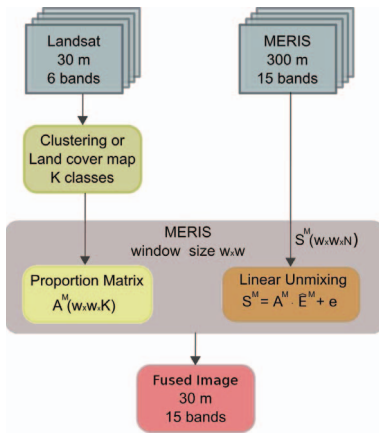 Landsat
30 m
6 bands
MERIS
300 m
15 bands
Clustering or
Land cover map
K classes
MERIS
window size wxw
S^M(wxwxN)
Proportion Matrix
A^M(wxwxK)
Linear Unmixing
S^M = A^M · Ē^M + e
Fused Image
30 m
15 bands